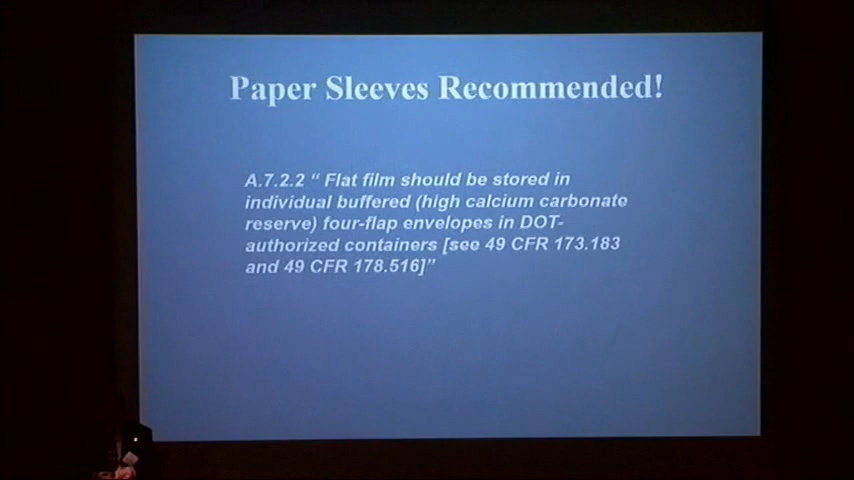 Paper Sleeves Recommended!
A.7.2.2 “ Flat film should be stored in
individual buffered (high calcium carbonate
reserve) four-flap envelopes in DOT-
authorized containers [see 49 CFR 173.183
and 49 CFR 178.516]”